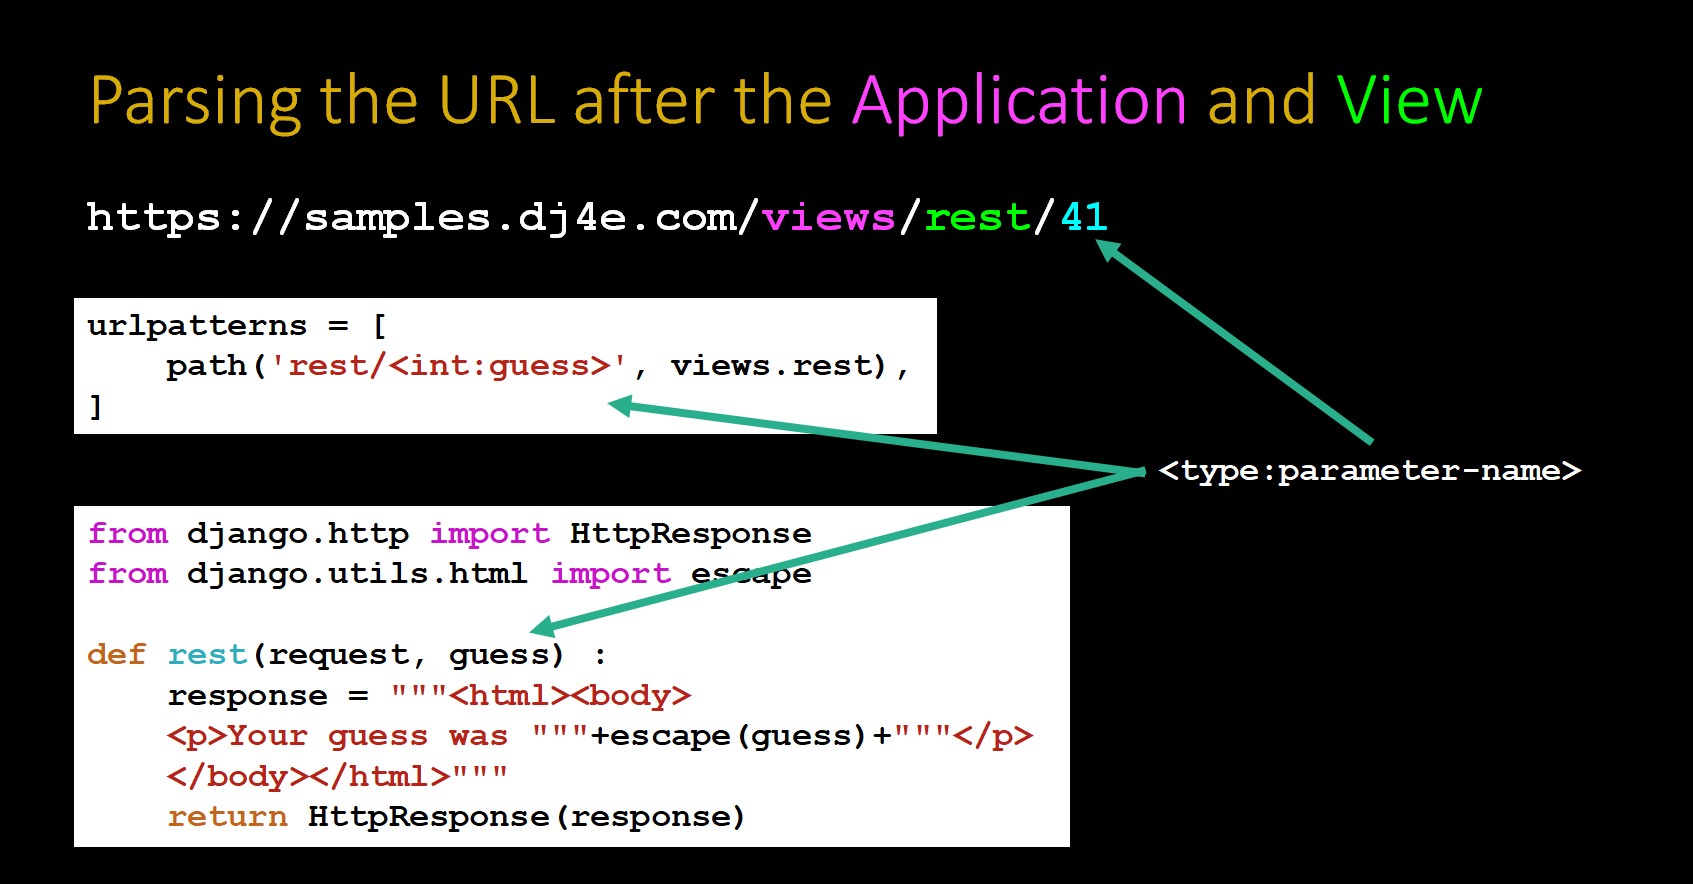 Parsing the URL after the Application and View
https://samples.dj4e.com/views/rest/41
urlpatterns = [
    path('rest/<int:guess>', views.rest),
]
<type:parameter-name>
from django.http import HttpResponse
from django.utils.html import escape
def rest(request, guess) :
    response = """<html><body>
    <p>Your guess was """+escape(guess)+"""</p>
    </body></html>"""
    return HttpResponse(response)